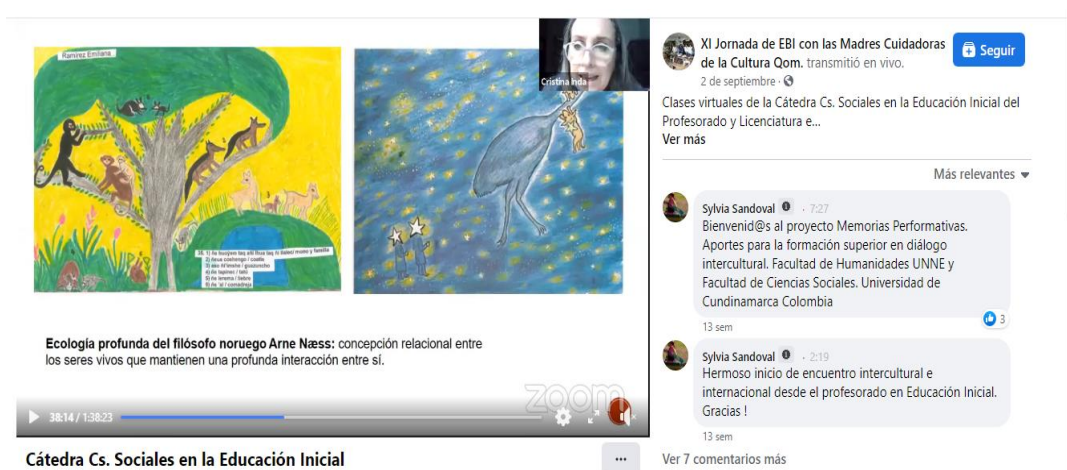 Ramírez Emiliana
Cristina Inda
Ecología profunda del filósofo noruego Arne Næss: concepción relacional entre
los seres vivos que mantienen una profunda interacción entre sí.
zoom
38:14 / 1:38:23
Cátedra Cs. Sociales en la Educación Inicial
XI Jornada de EBI con las Madres Cuidadoras
de la Cultura Qom. transmitió en vivo.
2 de septiembre ·
Seguir
Clases virtuales de la Cátedra Cs. Sociales en la Educación Inicial del
Profesorado y Licenciatura e...
Ver más
Más relevantes
Sylvia Sandoval · 7:27
Bienvenid@s al proyecto Memorias Performativas.
Aportes para la formación superior en diálogo
intercultural. Facultad de Humanidades UNNE y
Facultad de Ciencias Sociales. Universidad de
Cundinamarca Colombia
3
13 sem
Sylvia Sandoval · 2:19
Hermoso inicio de encuentro intercultural e
internacional desde el profesorado en Educación Inicial.
Gracias !
13 sem
Ver 7 comentarios más